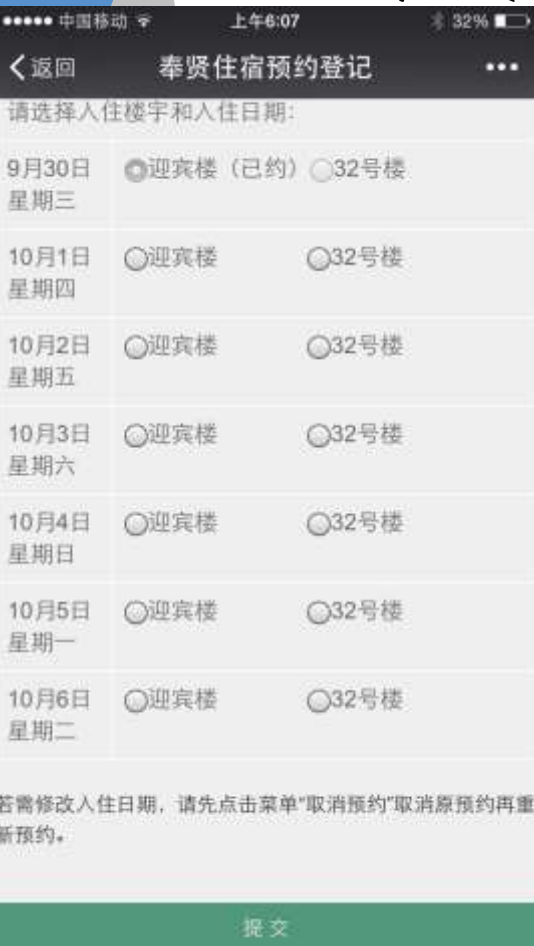 中国移动 上午6:07 32%
返回 奉贤住宿预约登记
请选择入住楼宇和入住日期:
9月30日 迎宾楼（已约） 32号楼
星期三
10月1日 迎宾楼 32号楼
星期四
10月2日 迎宾楼 32号楼
星期五
10月3日 迎宾楼 32号楼
星期六
10月4日 迎宾楼 32号楼
星期日
10月5日 迎宾楼 32号楼
星期一
10月6日 迎宾楼 32号楼
星期二
若需修改入住日期，请先点击菜单“取消预约”取消原预约再重
新预约。
提交